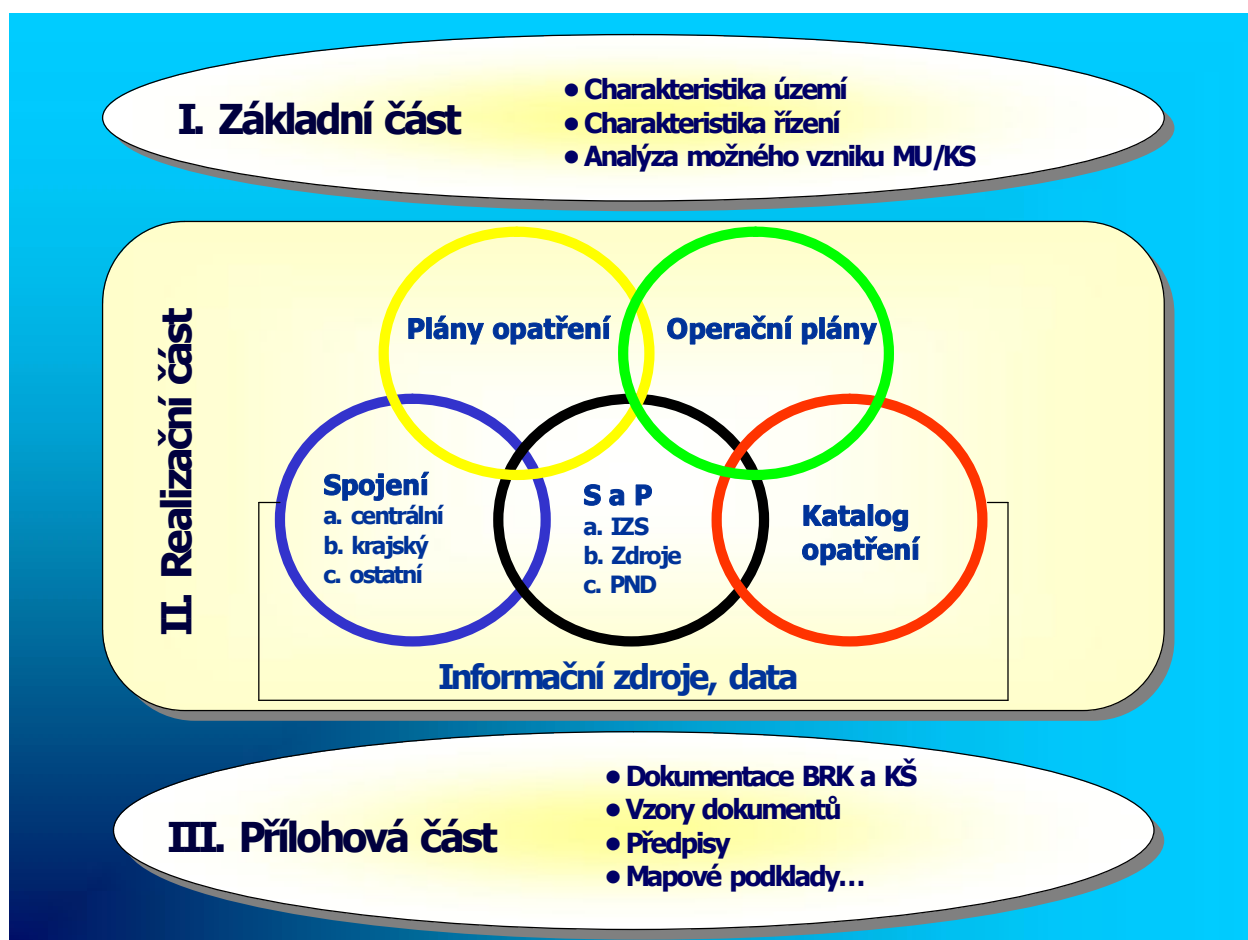 I. Základní část
• Charakteristika území
• Charakteristika řízení
• Analýza možného vzniku MU/KS
II. Realizační část
Plány opatření
Operační plány
Spojení
a. centrální
b. krajský
c. ostatní
S a P
a. IZS
b. Zdroje
c. PND
Katalog
opatření
Informační zdroje, data
III. Přílohová část
• Dokumentace BRK a KŠ
• Vzory dokumentů
• Předpisy
• Mapové podklady...